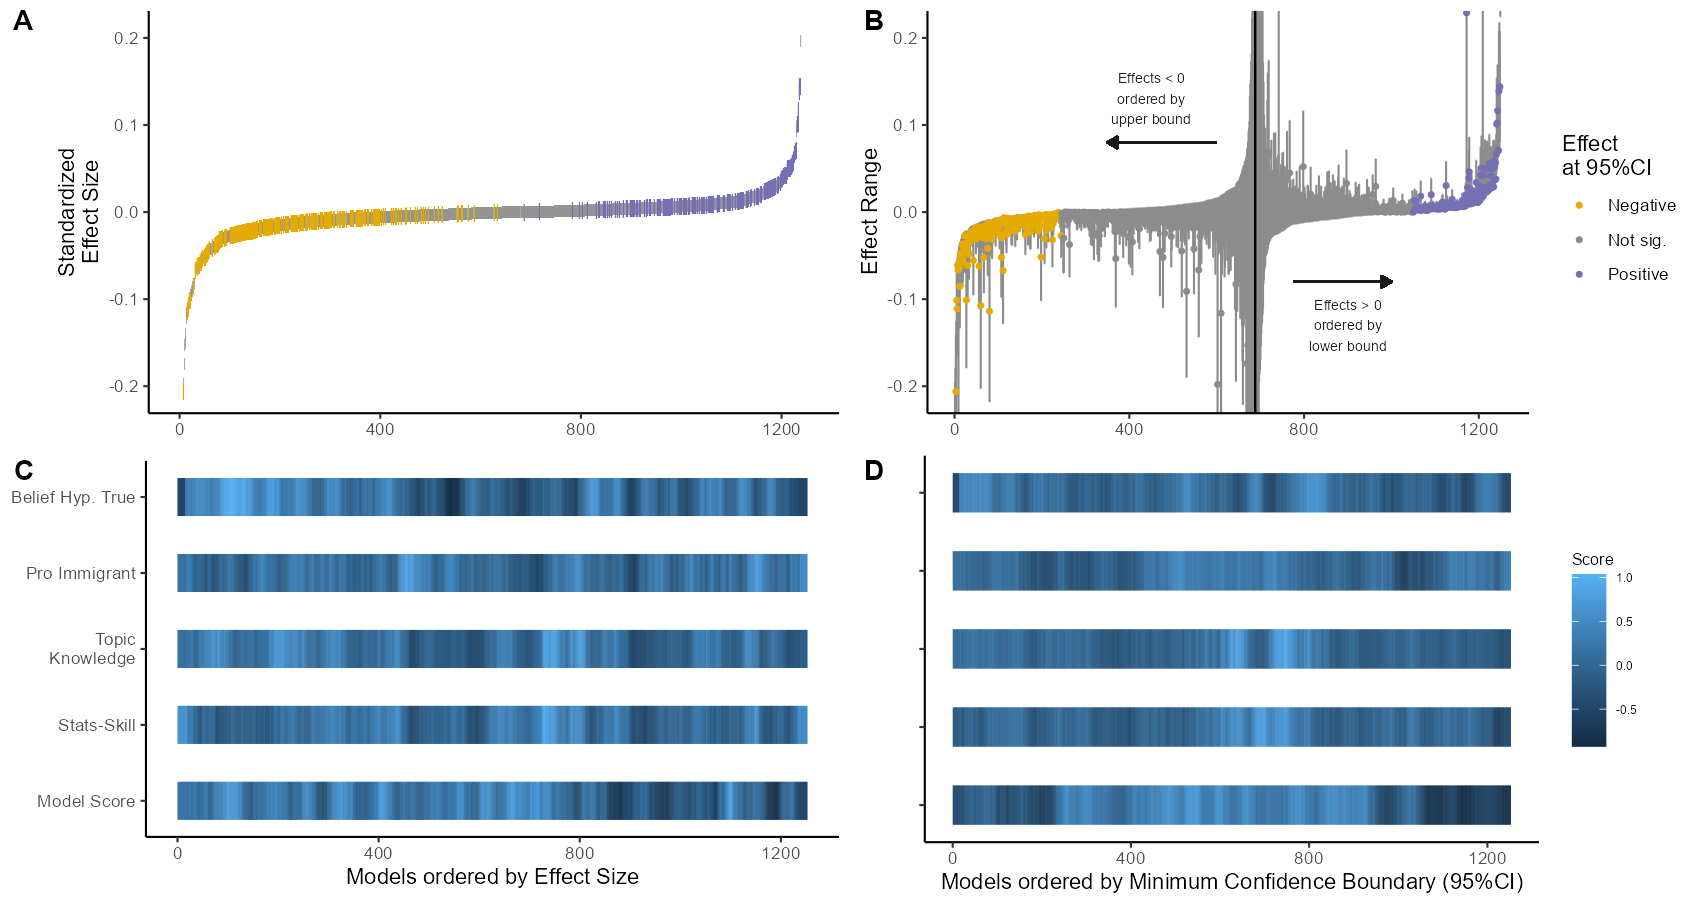 A
Standardized
Effect Size
0.2
0.1
0.0
-0.1
-0.2
0
400
800
1200
B
Effect Range
0.2
0.1
0.0
-0.1
-0.2
Effects < 0
ordered by
upper bound
Effects > 0
ordered by
lower bound
0
400
800
1200
Effect
at 95%CI
Negative
Not sig.
Positive
C
Belief Hyp. True
Pro Immigrant
Topic
Knowledge
Stats-Skill
Model Score
0
400
800
1200
Models ordered by Effect Size
D
0
400
800
1200
Models ordered by Minimum Confidence Boundary (95%CI)
Score
1.0
0.5
0.0
-0.5